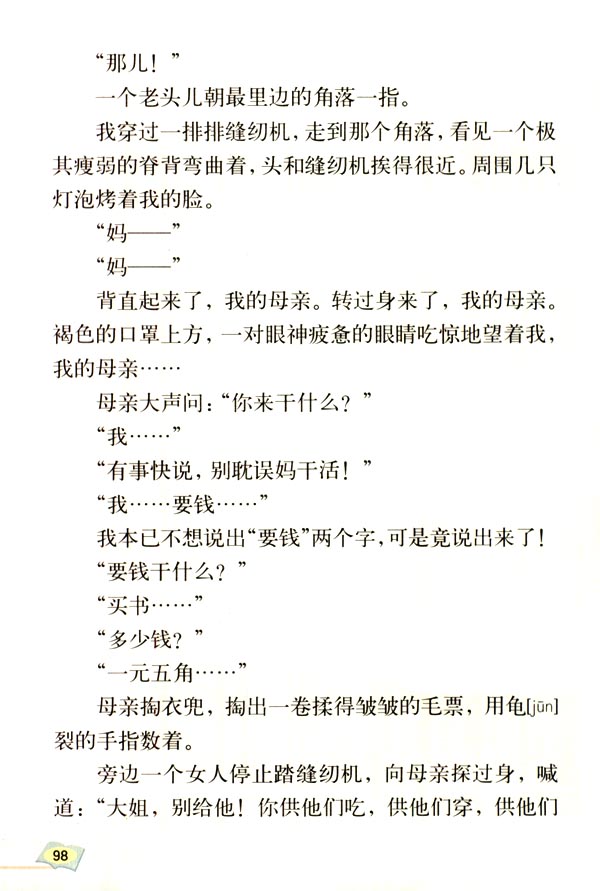 “那儿！”
一个老头儿朝最里边的角落一指。
我穿过一排排缝纫机，走到那个角落，看见一个极
其瘦弱的脊背弯曲着，头和缝纫机挨得很近。周围几只
灯泡烤着我的脸。
“妈——”
“妈——”
背直起来了，我的母亲。转过身来了，我的母亲。
褐色的口罩上方，一对眼神疲惫的眼睛吃惊地望着我，
我的母亲……
母亲大声问：“你来干什么？”
“我……”
“有事快说，别耽误妈干活！”
“我……要钱……”
我本已不想说出“要钱”两个字，可是竟说出来了！
“要钱干什么？”
“买书……”
“多少钱？”
“一元五角……”
母亲掏衣兜，掏出一卷揉得皱皱的毛票，用龟[jūn]
裂的手指数着。
旁边一个女人停止踏缝纫机，向母亲探过身，喊
道：“大姐，别给他！你供他们吃，供他们穿，供他们
98